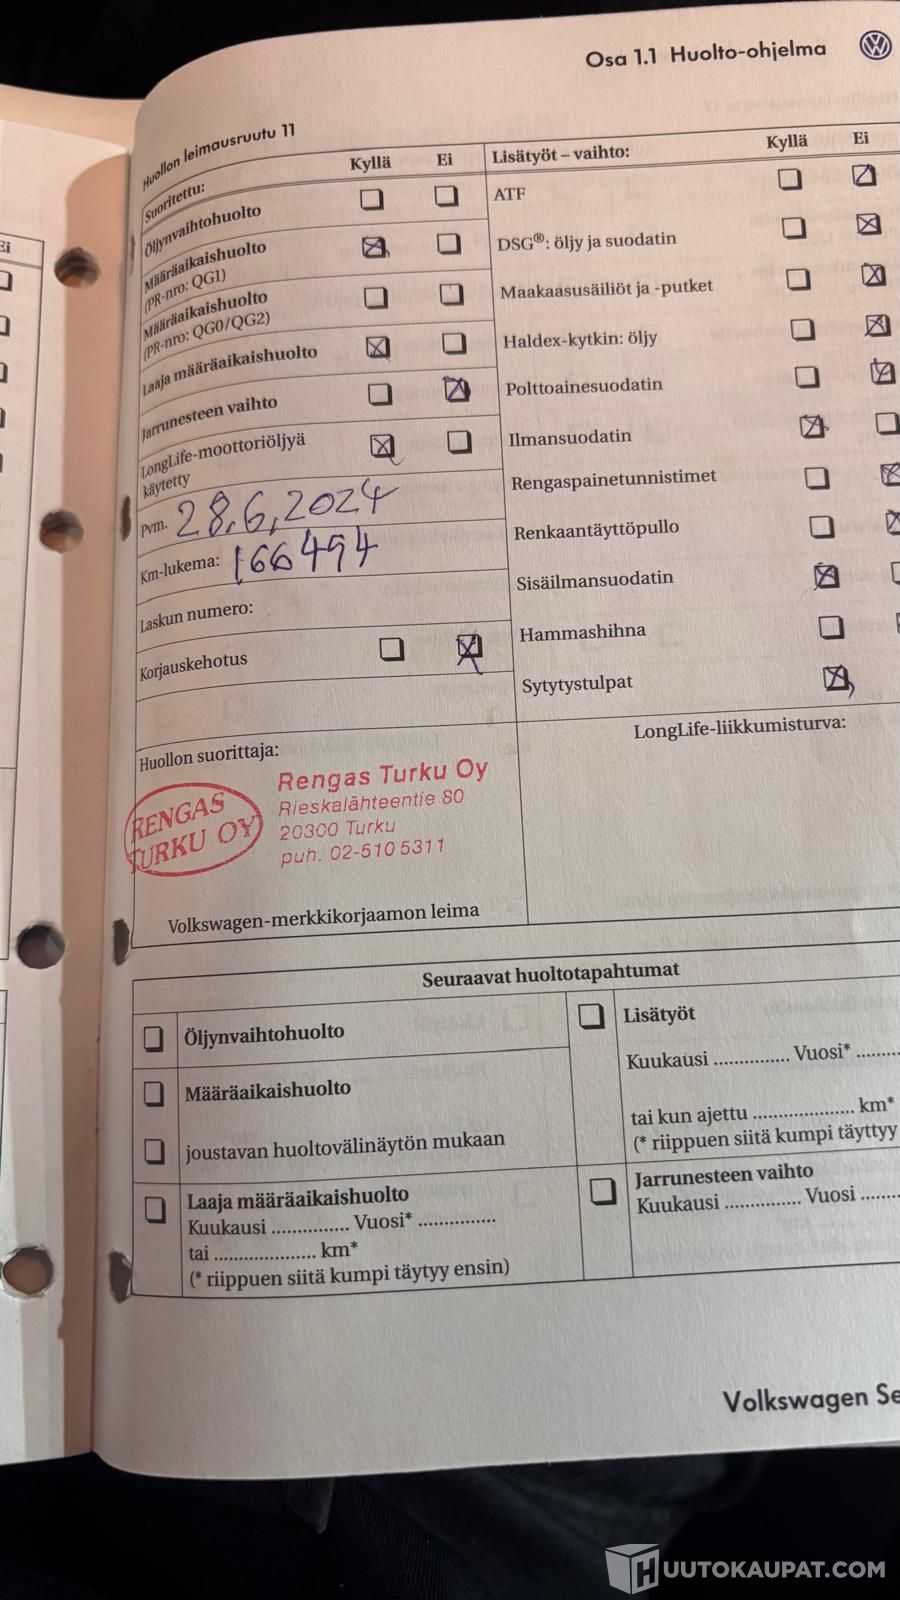 Osa 1.1 Huolto-ohjelma
Huollon leimausruutu 11
Suoritettu:
Kyllä
Ei
Öljynvaihtohuolto
Määräaikaishuolto
(PR-nro: QG1)
Määräaikaishuolto
(PR-nro: QG0/QG2)
Laaja määräaikaishuolto
Jarrunesteen vaihto
LongLife-moottoriöljyä
käytetty
Pvm. 28.6.2024
Km-lukema: 166494
Laskun numero:
Korjauskehotus
Lisätyöt – vaihto:
Kyllä
Ei
ATF
DSG®: öljy ja suodatin
Maakaasusäiliöt ja -putket
Haldex-kytkin: öljy
Polttoainesuodatin
Ilmansuodatin
Rengaspainetunnistimet
Renkaantäyttöpullo
Sisäilmansuodatin
Hammashihna
Sytytystulpat
Huollon suorittaja:
RENGAS
TURKU OY
Rengas Turku Oy
Rieskalähteentie 80
20300 Turku
puh. 02-510 5311
Volkswagen-merkkikorjaamon leima
LongLife-liikkumisturva:
Seuraavat huoltotapahtumat
Öljynvaihtohuolto
Määräaikaishuolto
joustavan huoltovälinäytön mukaan
Laaja määräaikaishuolto
Kuukausi ............... Vuosi* ...............
tai .................... km*
(* riippuen siitä kumpi täytyy ensin)
Lisätyöt
Kuukausi ............... Vuosi* .........
tai kun ajettu .................... km*
(* riippuen siitä kumpi täyttyy
Jarrunesteen vaihto
Kuukausi ............... Vuosi ........
Volkswagen Se
Ei
HUUTOKAUPAT.COM